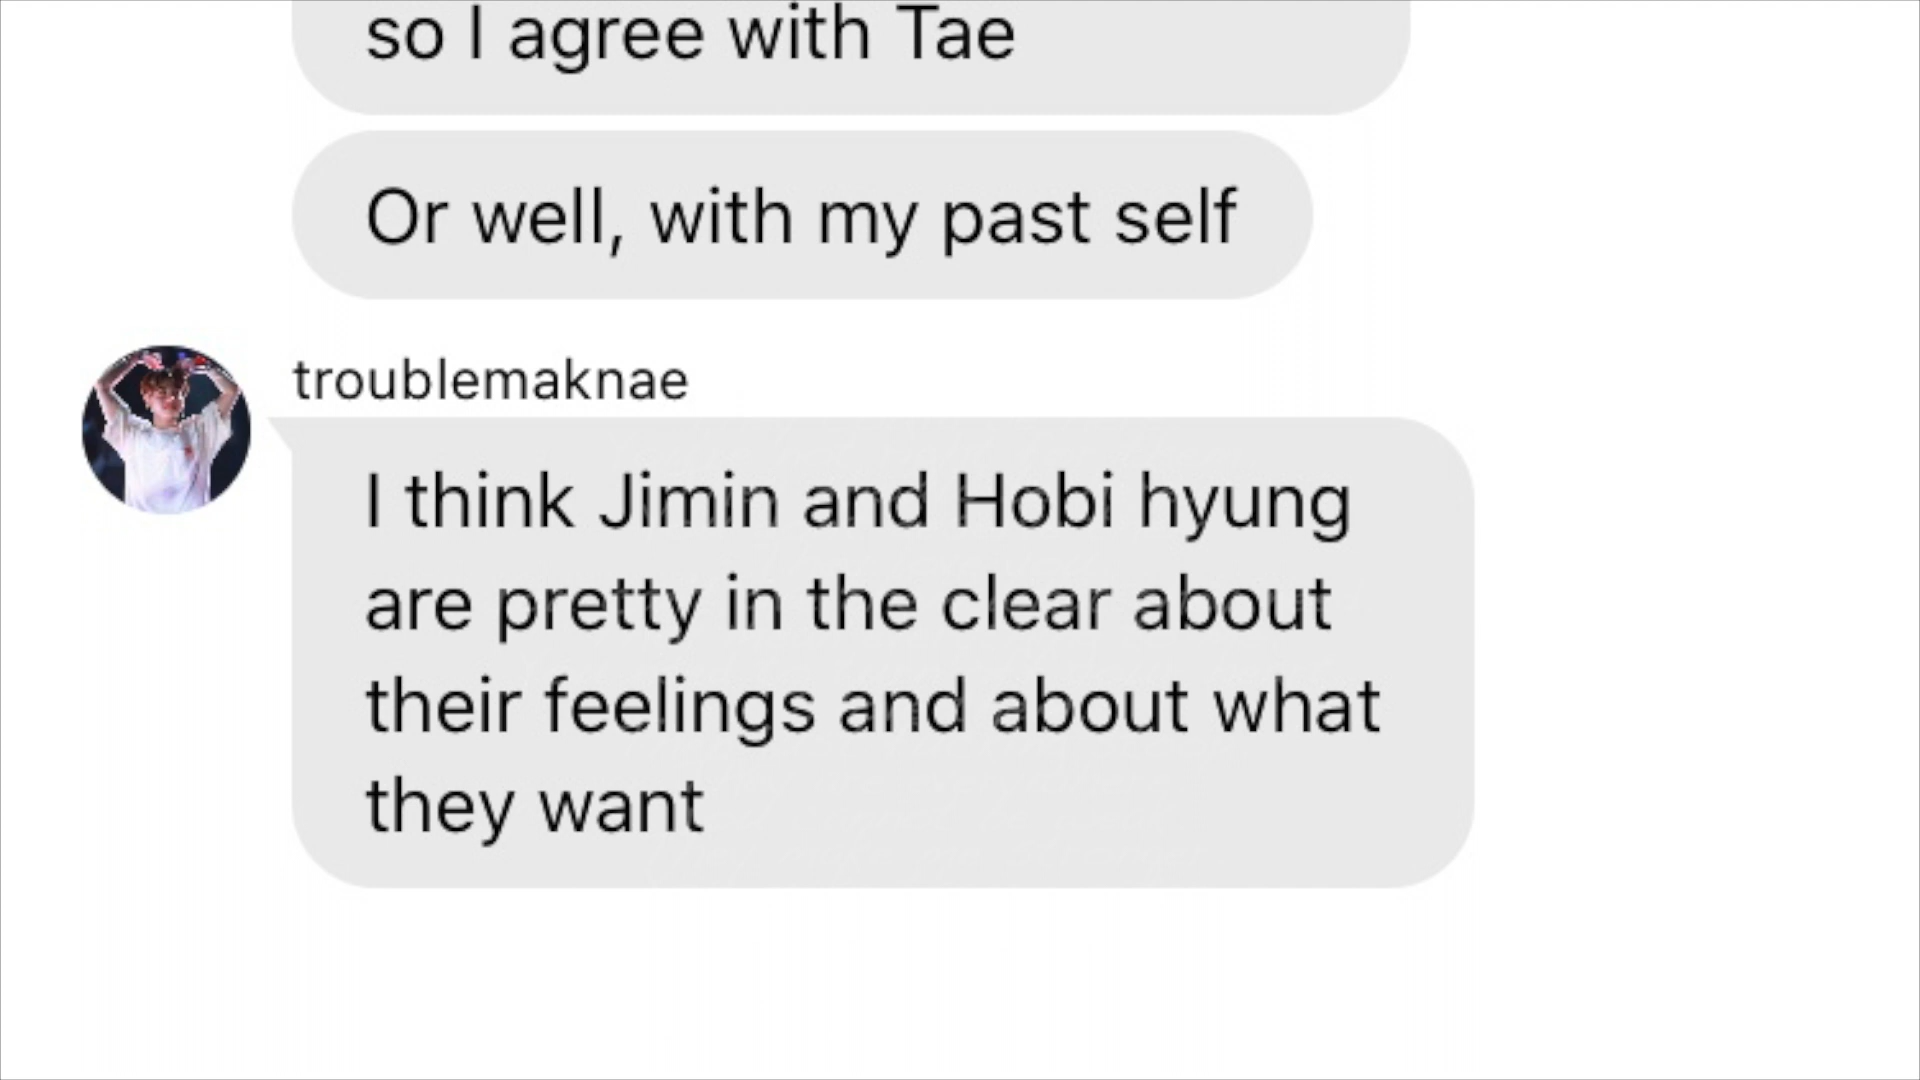 so I agree with Tae
Or well, with my past self
troublemaknae
I think Jimin and Hobi hyung
are pretty in the clear about
their feelings and about what
they want